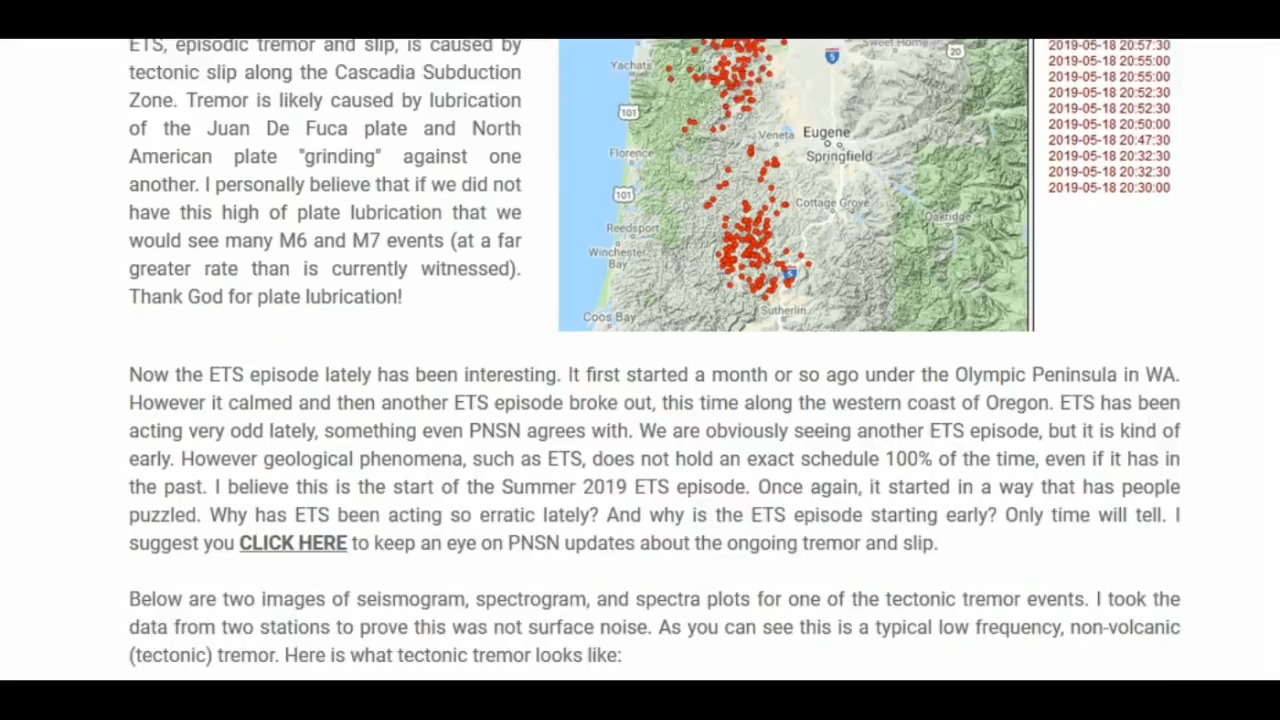 ETS, episodic tremor and slip, is caused by
tectonic slip along the Cascadia Subduction
Zone. Tremor is likely caused by lubrication
of the Juan De Fuca plate and North
American plate "grinding" against one
another. I personally believe that if we did not
have this high of plate lubrication that we
would see many M6 and M7 events (at a far
greater rate than is currently witnessed).
Thank God for plate lubrication!
Sweet Home
20
5
Yachats
101
Veneta
Eugene
Springfield
Florence
101
Cottage Grove
Oakridge
Reedsport
Winchester
Bay
5
Sutherlin
Coos Bay
2019-05-18 20:57:30
2019-05-18 20:55:00
2019-05-18 20:55:00
2019-05-18 20:52:30
2019-05-18 20:52:30
2019-05-18 20:50:00
2019-05-18 20:47:30
2019-05-18 20:32:30
2019-05-18 20:32:30
2019-05-18 20:30:00
Now the ETS episode lately has been interesting. It first started a month or so ago under the Olympic Peninsula in WA.
However it calmed and then another ETS episode broke out, this time along the western coast of Oregon. ETS has been
acting very odd lately, something even PNSN agrees with. We are obviously seeing another ETS episode, but it is kind of
early. However geological phenomena, such as ETS, does not hold an exact schedule 100% of the time, even if it has in
the past. I believe this is the start of the Summer 2019 ETS episode. Once again, it started in a way that has people
puzzled. Why has ETS been acting so erratic lately? And why is the ETS episode starting early? Only time will tell. I
suggest you CLICK HERE to keep an eye on PNSN updates about the ongoing tremor and slip.
Below are two images of seismogram, spectrogram, and spectra plots for one of the tectonic tremor events. I took the
data from two stations to prove this was not surface noise. As you can see this is a typical low frequency, non-volcanic
(tectonic) tremor. Here is what tectonic tremor looks like: